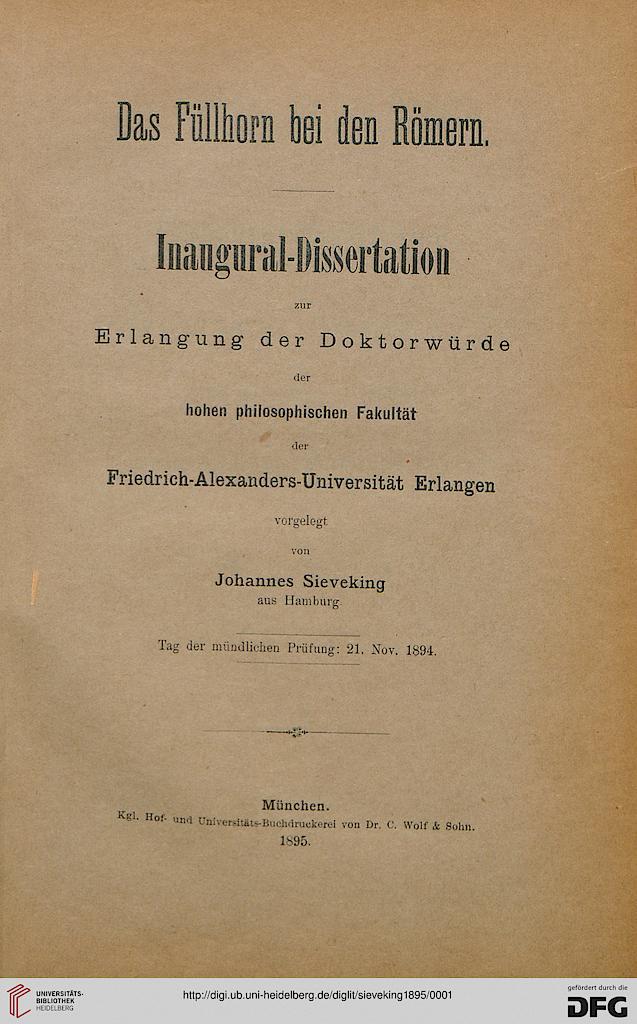 Das Füllhorn bei den Römern.
Inaugural-Dissertation
zur
Erlangung der Doktorwürde
der
hohen philosophischen Fakultät
der
Friedrich-Alexanders-Universität Erlangen
vorgelegt
von
Johannes Sieveking
aus Hamburg.
Tag der mündlichen Prüfung: 21. Nov. 1894.
München.
Kgl. Hof- und Universitäts-Buchdruckerei von Dr. C. Wolf & Sohn.
1895.
UNIVERSITÄTS-
BIBLIOTHEK
HEIDELBERG
http://digi.ub.uni-heidelberg.de/diglit/sieveking1895/0001
gefördert durch die
DFG